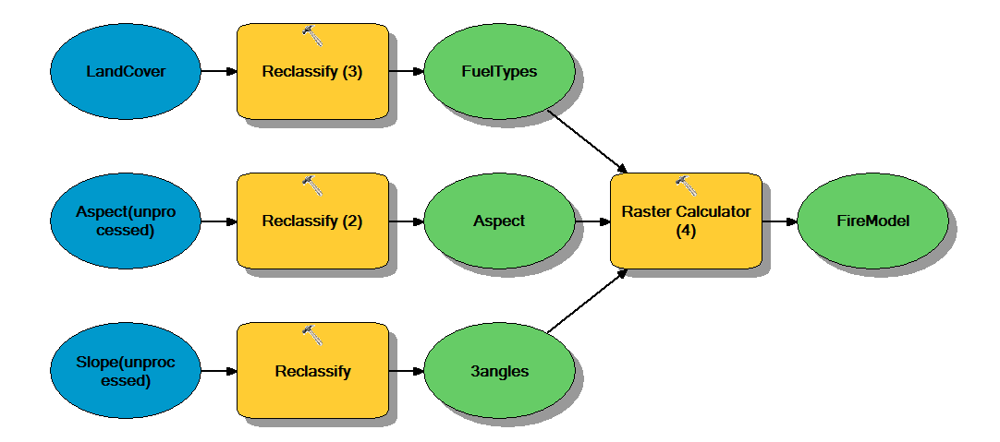 LandCover
Reclassify (3)
FuelTypes
Aspect(unpro
cessed)
Reclassify (2)
Aspect
Raster Calculator
(4)
FireModel
Slope(unproc
essed)
Reclassify
3angles